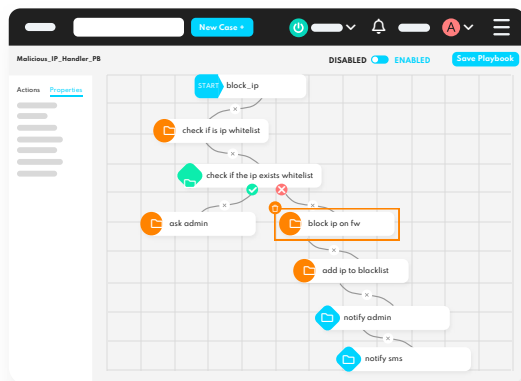 New Case +
A
Malicious_IP_Handler_PB
DISABLED ENABLED
Save Playbook
Actions Properties
START block_ip
check if is ip whitelist
check if the ip exists whitelist
ask admin
block ip on fw
add ip to blocklist
notify admin
notify sms